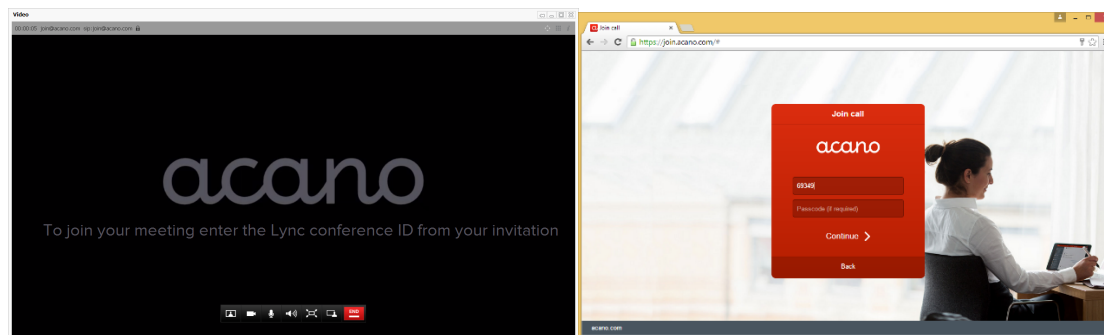 Video
00:00:05 join@acano.com sip:join@acano.com
acano
To join your meeting enter the Lync conference ID from your invitation
END
Join call
https://join.acano.com/#
Join call
acano
69349
Passcode (if required)
Continue
Back
acano.com